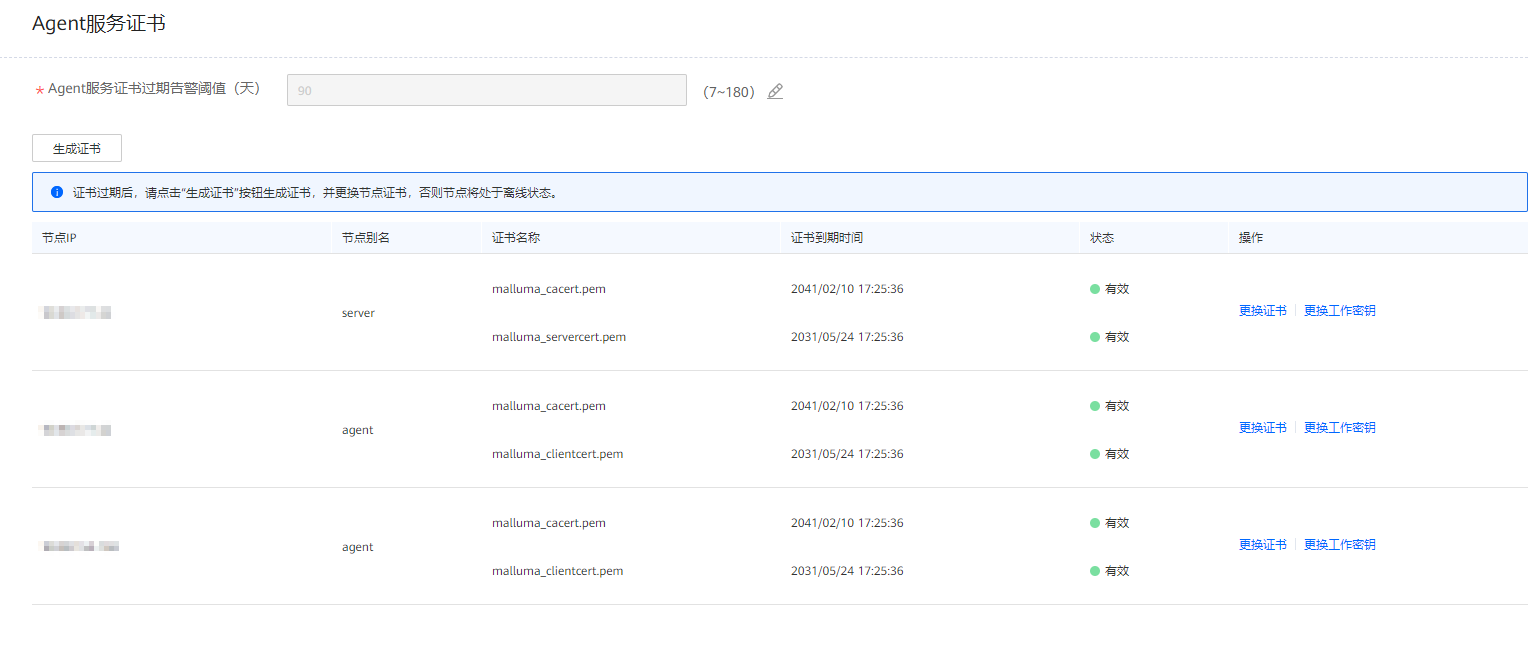 Agent服务证书
* Agent服务证书过期告警阈值（天） 90 (7~180)
生成证书
证书过期后，请点击“生成证书”按钮生成证书，并更换节点证书，否则节点将处于离线状态。
节点IP 节点别名 证书名称 证书到期时间 状态 操作
malluma_cacert.pem 2041/02/10 17:25:36 有效
server 更换证书 更换工作密钥
malluma_servercert.pem 2031/05/24 17:25:36 有效
malluma_cacert.pem 2041/02/10 17:25:36 有效
agent 更换证书 更换工作密钥
malluma_clientcert.pem 2031/05/24 17:25:36 有效
malluma_cacert.pem 2041/02/10 17:25:36 有效
agent 更换证书 更换工作密钥
malluma_clientcert.pem 2031/05/24 17:25:36 有效